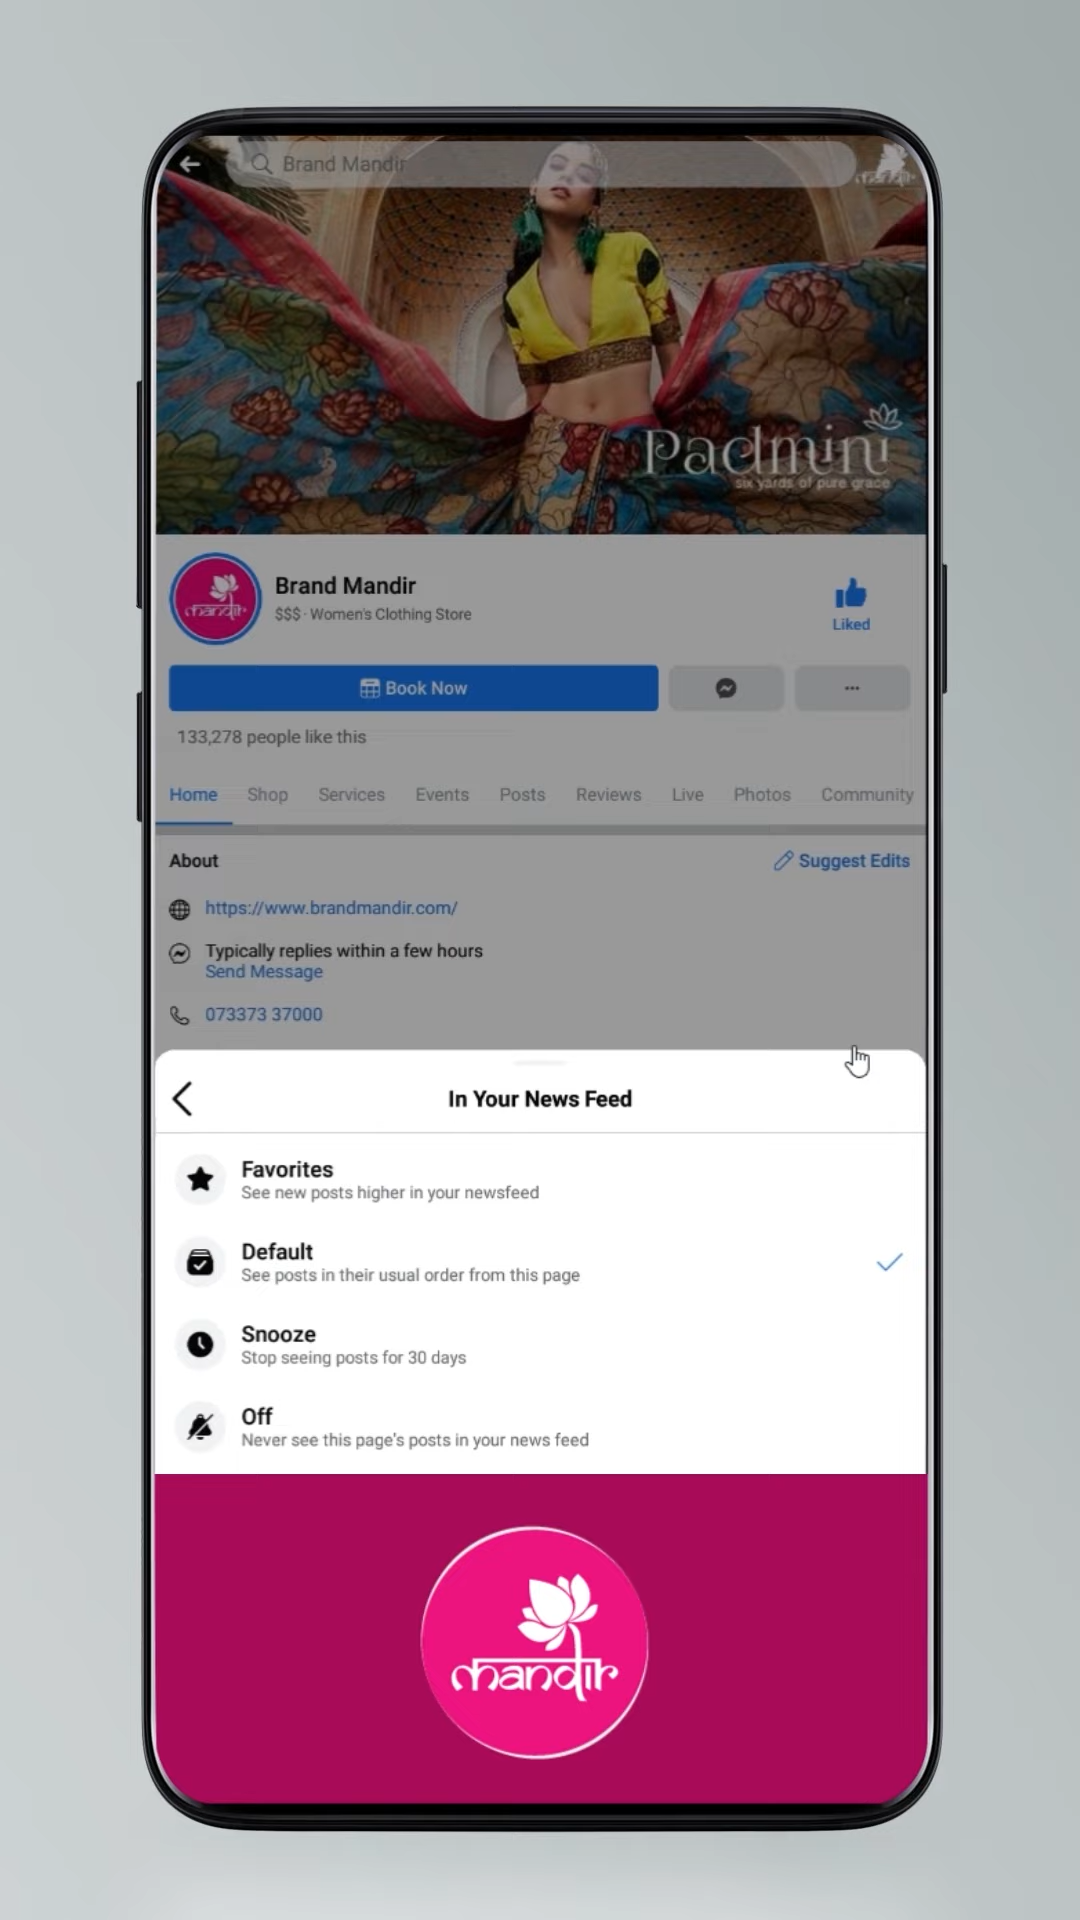 Brand Mandir
mandir
Padmini
six yards of pure grace
mandir
Brand Mandir
$$$ · Women's Clothing Store
Liked
Book Now
...
133,278 people like this
Home Shop Services Events Posts Reviews Live Photos Community
About
Suggest Edits
https://www.brandmandir.com/
Typically replies within a few hours
Send Message
073373 37000
In Your News Feed
Favorites
See new posts higher in your newsfeed
Default
See posts in their usual order from this page
Snooze
Stop seeing posts for 30 days
Off
Never see this page's posts in your news feed
mandir